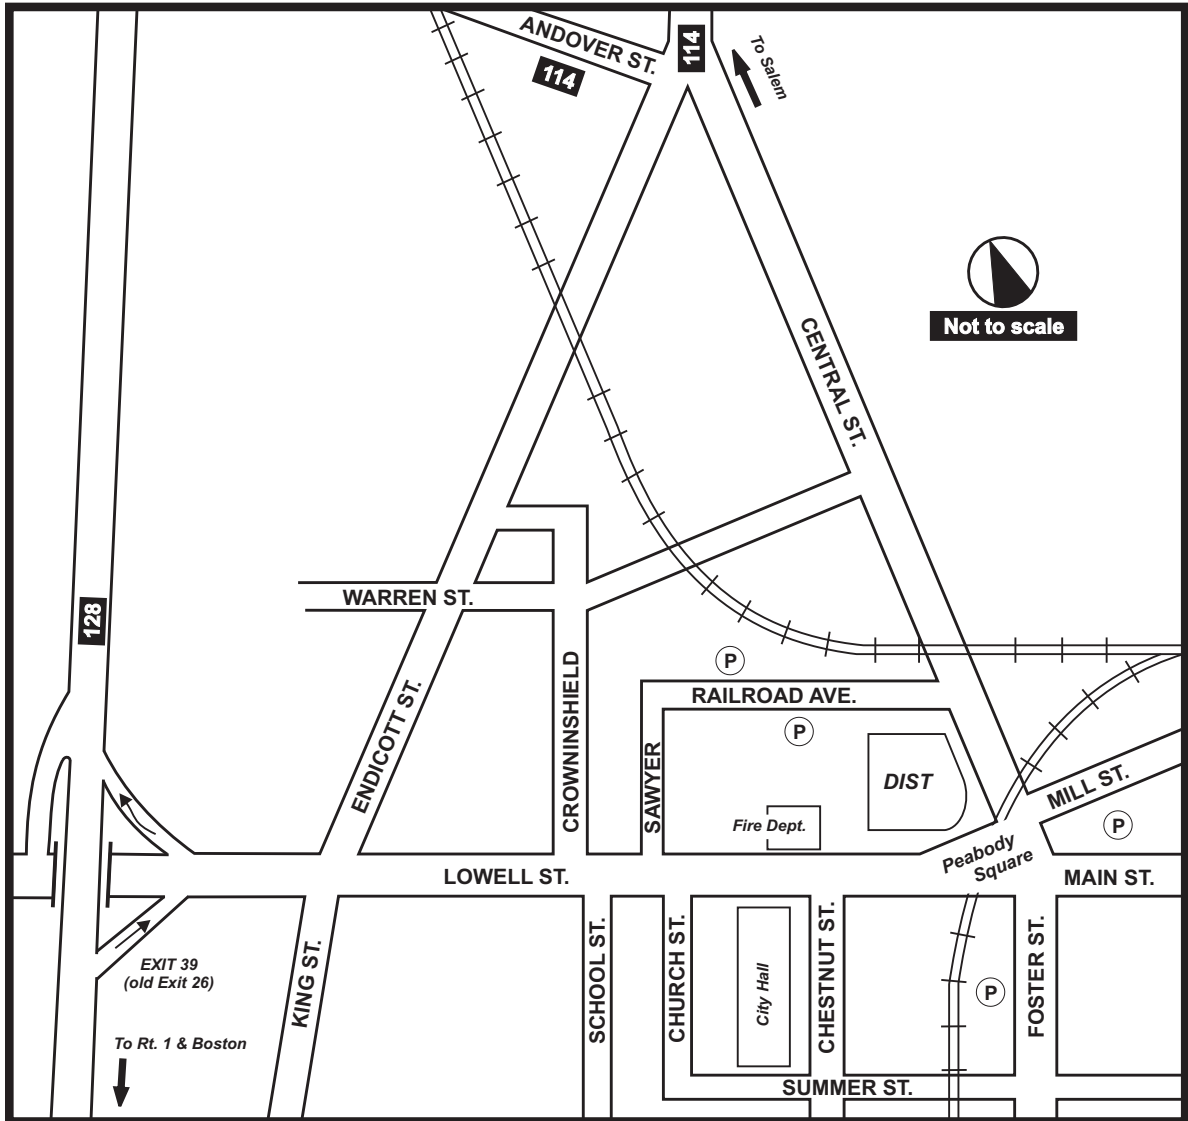 ANDOVER ST.
114
114
To Salem
Not to scale
CENTRAL ST.
WARREN ST.
128
ENDICOTT ST.
CROWNINSHIELD
P
RAILROAD AVE.
SAWYER
P
DIST
Fire Dept.
MILL ST.
P
Peabody
Square
LOWELL ST.
MAIN ST.
EXIT 39
(old Exit 26)
KING ST.
SCHOOL ST.
CHURCH ST.
City Hall
CHESTNUT ST.
P
FOSTER ST.
To Rt. 1 & Boston
SUMMER ST.